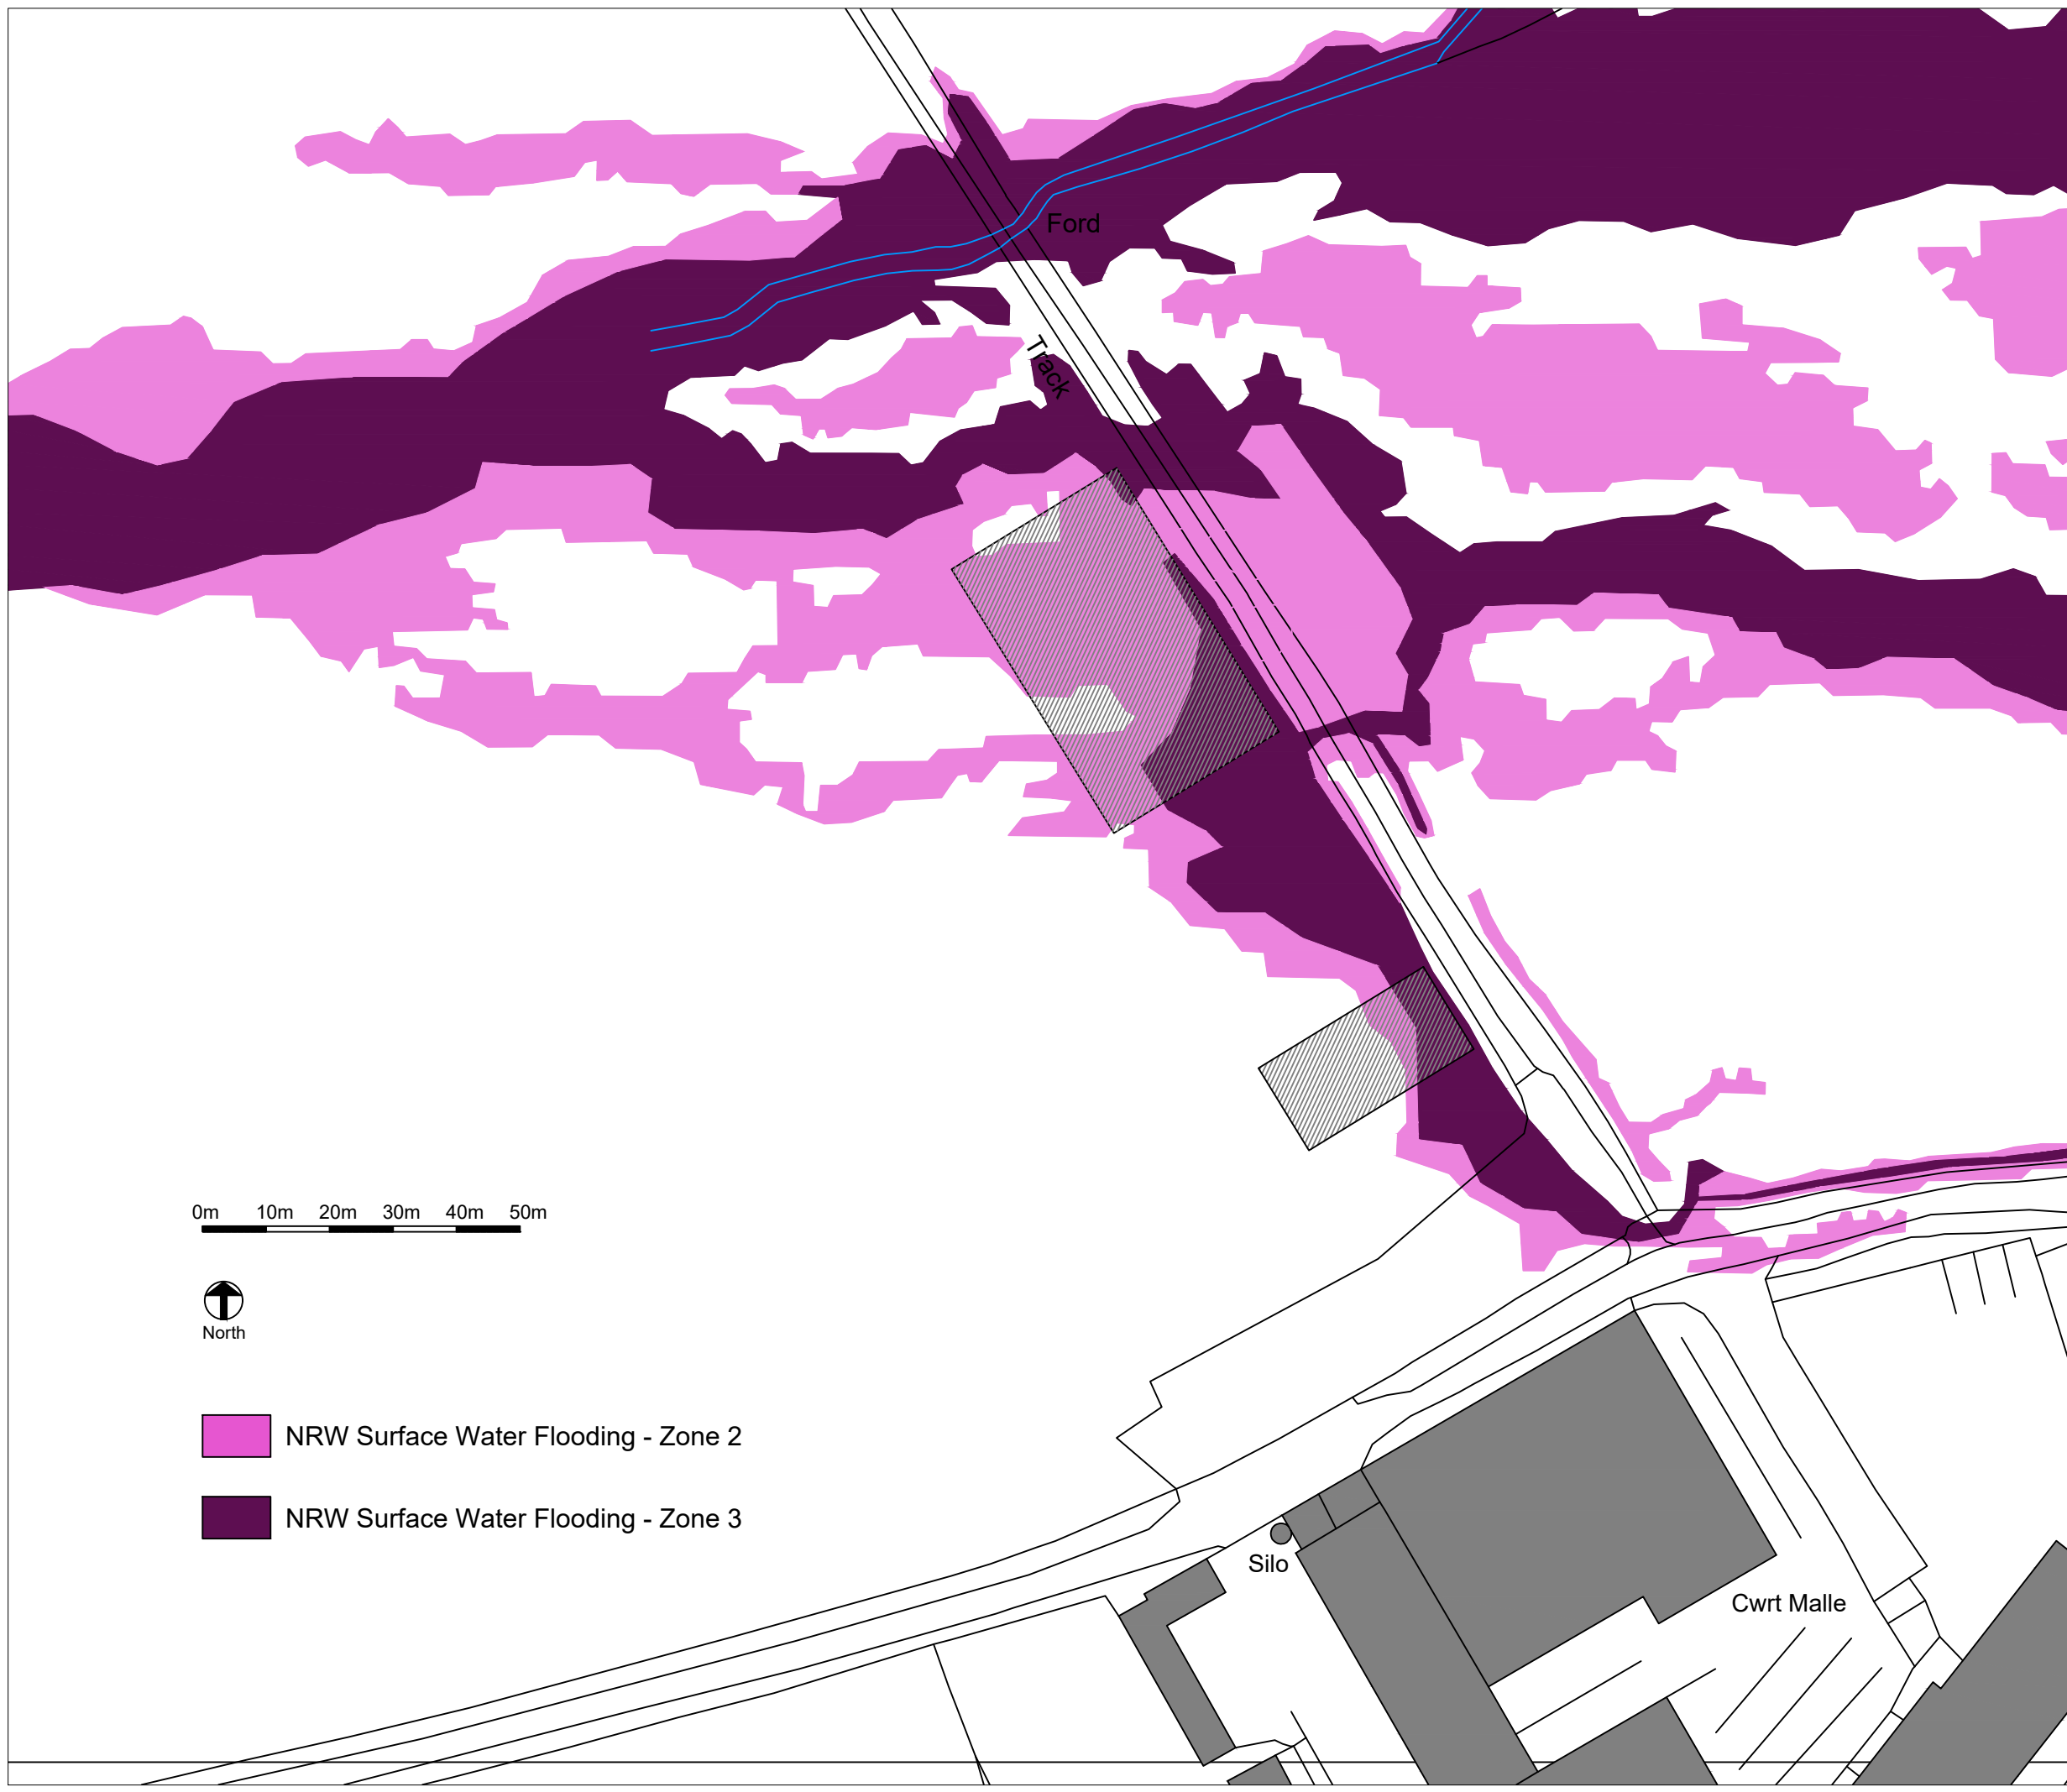 Ford
Track
0m 10m 20m 30m 40m 50m
North
NRW Surface Water Flooding - Zone 2
NRW Surface Water Flooding - Zone 3
Silo
Cwrt Malle